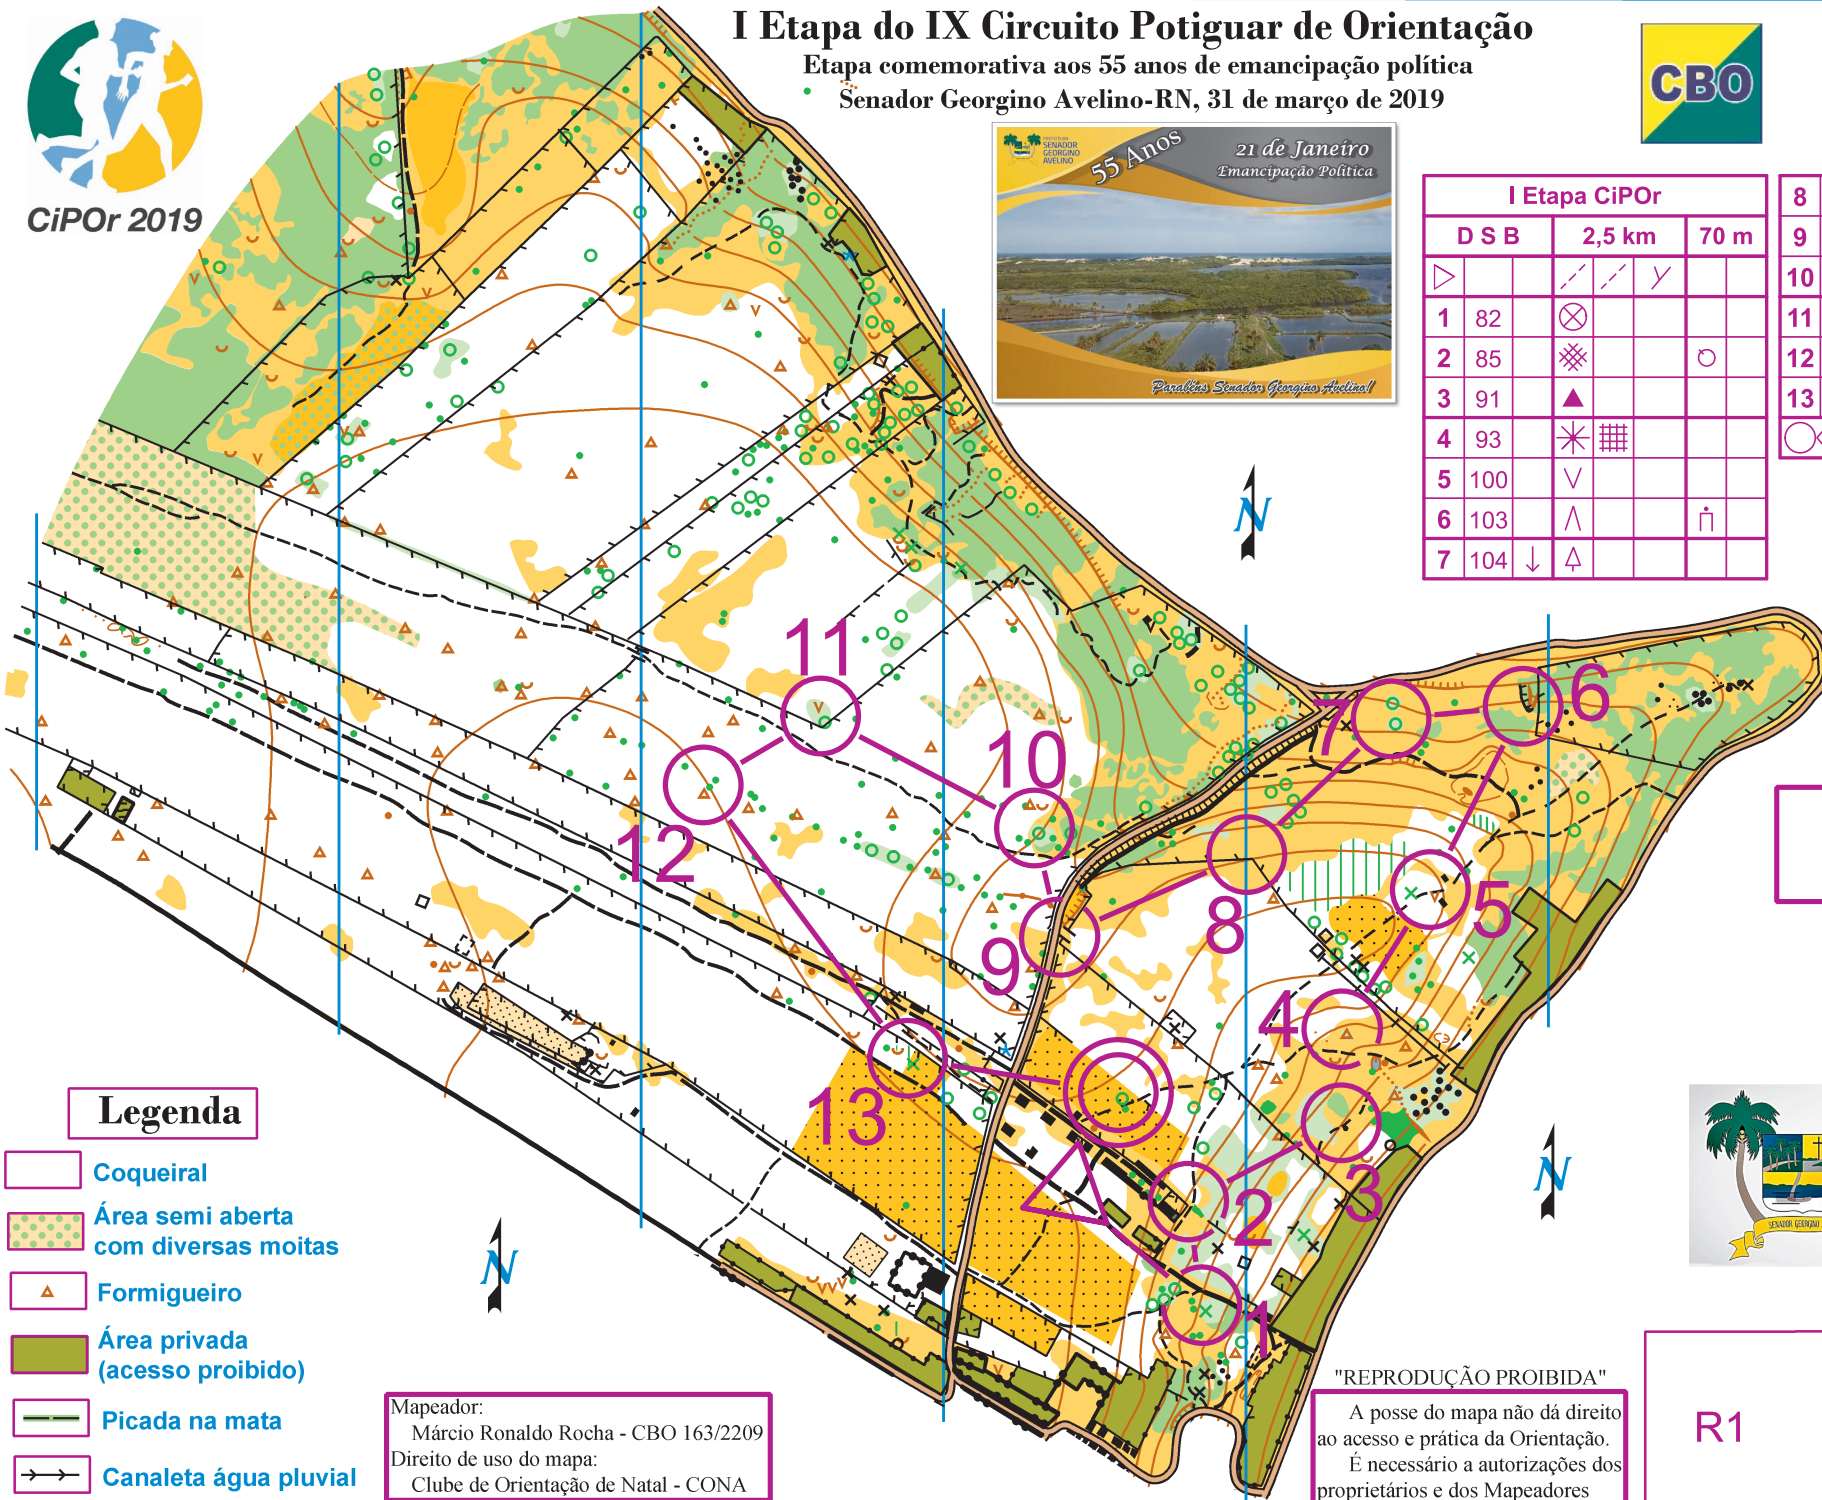 I Etapa do IX Circuito Potiguar de Orientação
Etapa comemorativa aos 55 anos de emancipação política
Senador Georgino Avelino-RN, 31 de março de 2019
CiPOr 2019
CBO
PREFEITURA
SENADOR
GEORGINO
AVELINO
55 Anos
21 de Janeiro
Emancipação Política
Parabéns Senador Georgino Avelino!
I Etapa CiPOr
D S B 2,5 km 70 m
1 82
2 85
3 91
4 93
5 100
6 103
7 104
8
9
10
11
12
13
N
11
10
12
7
6
5
8
9
4
13
3
2
1
N
N
Legenda
Coqueiral
Área semi aberta
com diversas moitas
Formigueiro
Área privada
(acesso proibido)
Picada na mata
Canaleta água pluvial
Mapeador:
Márcio Ronaldo Rocha - CBO 163/2209
Direito de uso do mapa:
Clube de Orientação de Natal - CONA
"REPRODUÇÃO PROIBIDA"
A posse do mapa não dá direito
ao acesso e prática da Orientação.
É necessário a autorizações dos
proprietários e dos Mapeadores
SENADOR GEORGINO
R1